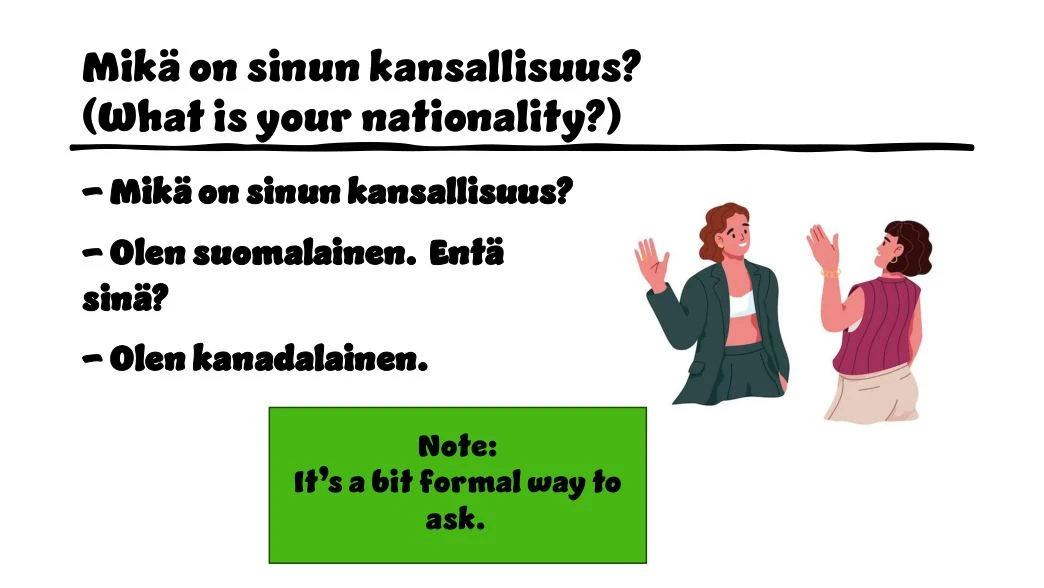 Mikä on sinun kansallisuus?
(What is your nationality?)
– Mikä on sinun kansallisuus?
– Olen suomalainen. Entä
sinä?
– Olen kanadalainen.
Note:
It's a bit formal way to
ask.